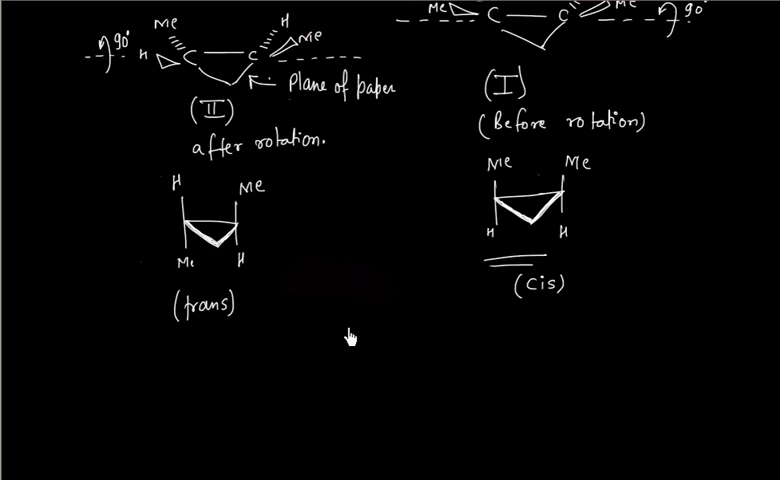 Me H
90° H C C Me
Plane of paper
(II)
after rotation.
H Me
Me H
(trans)
Me C C Me 90°
(I)
(Before rotation)
Me Me
H H
(Cis)